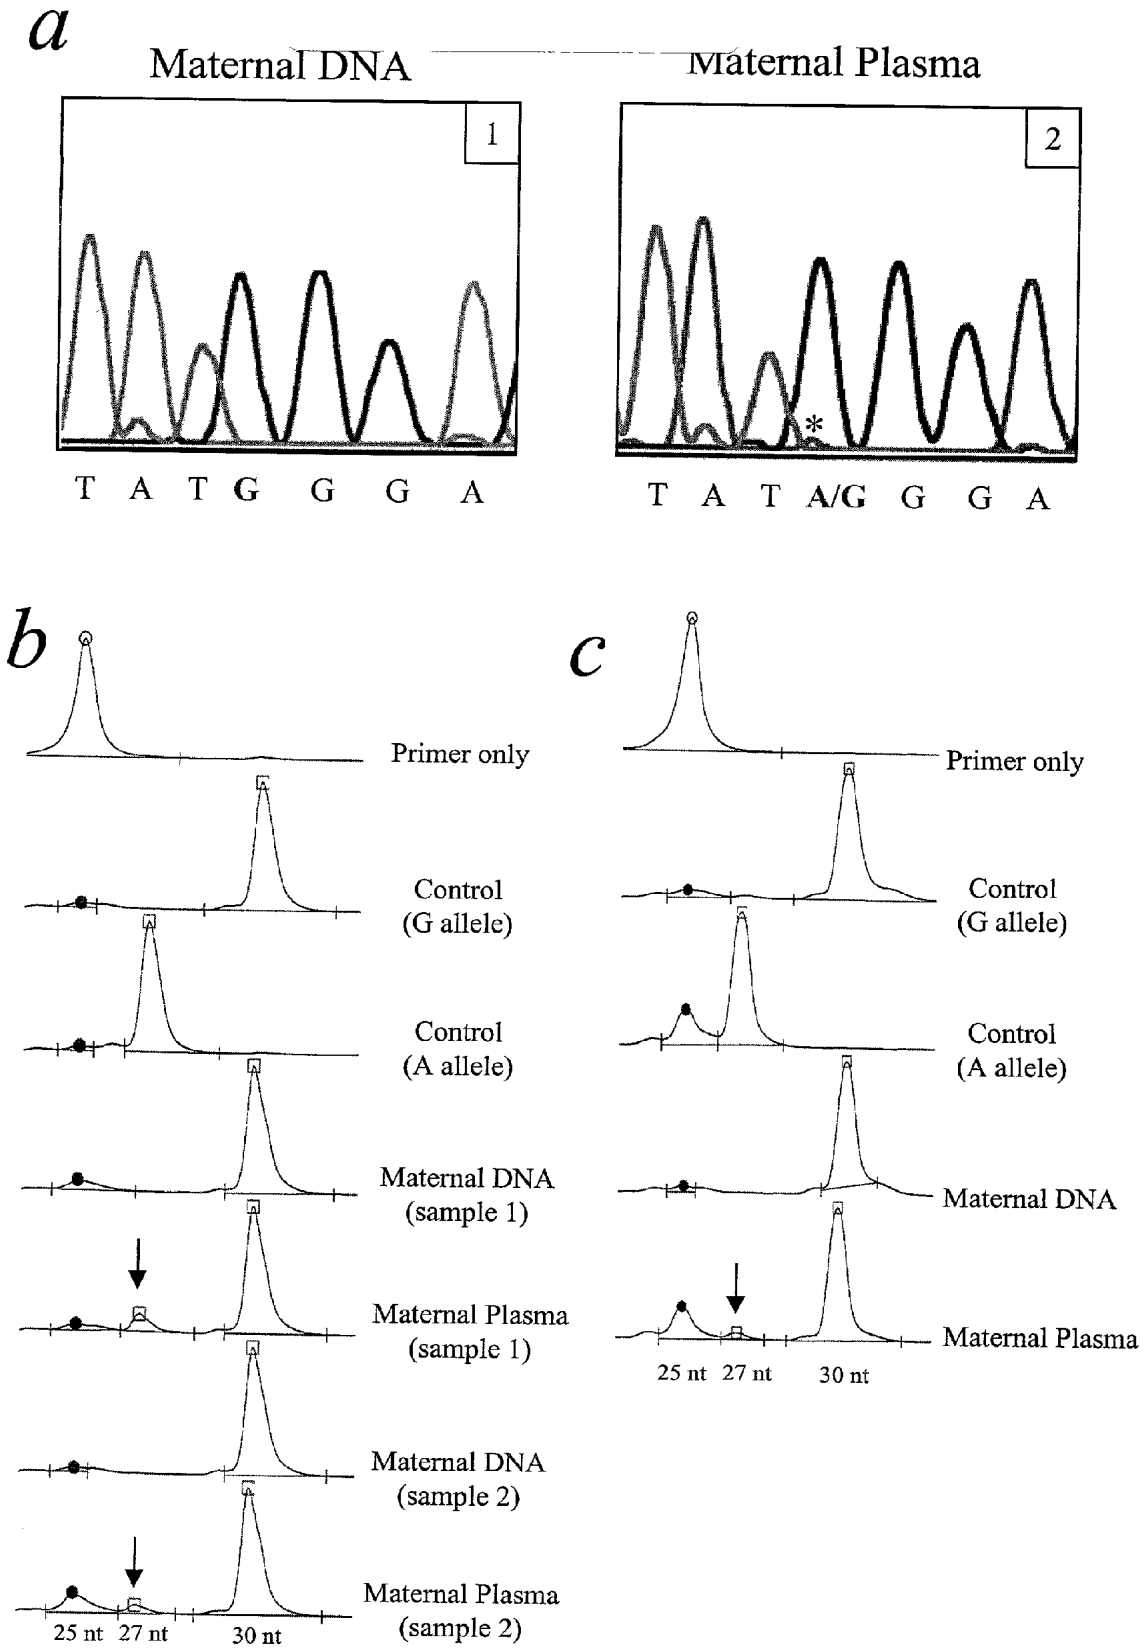 a
Maternal DNA
Maternal Plasma
1
2
T A T G G G A
T A T A/G G G A
*
b
c
Primer only
Control
(G allele)
Control
(A allele)
Maternal DNA
(sample 1)
Maternal Plasma
(sample 1)
Maternal DNA
(sample 2)
Maternal Plasma
(sample 2)
25 nt 27 nt 30 nt
Primer only
Control
(G allele)
Control
(A allele)
Maternal DNA
Maternal Plasma
25 nt 27 nt 30 nt